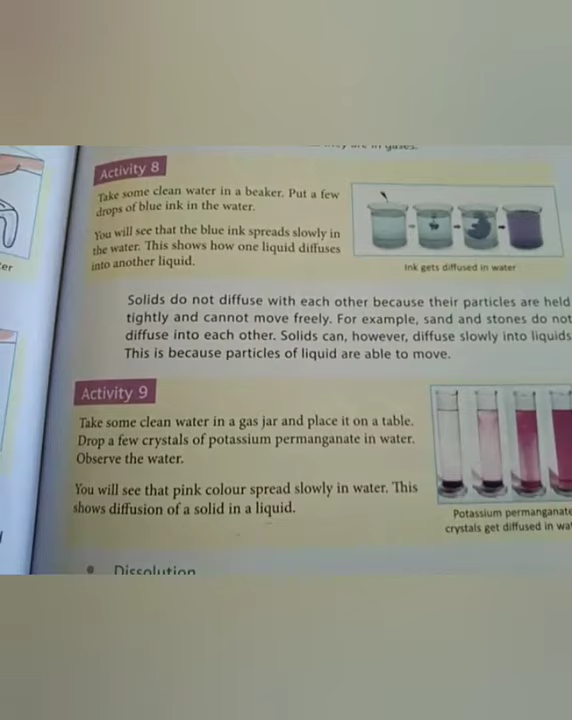 are in gases.
Activity 8
Take some clean water in a beaker. Put a few
drops of blue ink in the water.
You will see that the blue ink spreads slowly in
the water. This shows how one liquid diffuses
into another liquid.
Ink gets diffused in water
Solids do not diffuse with each other because their particles are held
tightly and cannot move freely. For example, sand and stones do not
diffuse into each other. Solids can, however, diffuse slowly into liquids
This is because particles of liquid are able to move.
Activity 9
Take some clean water in a gas jar and place it on a table.
Drop a few crystals of potassium permanganate in water.
Observe the water.
You will see that pink colour spread slowly in water. This
shows diffusion of a solid in a liquid.
Potassium permanganate
crystals get diffused in wa
• Dissolution